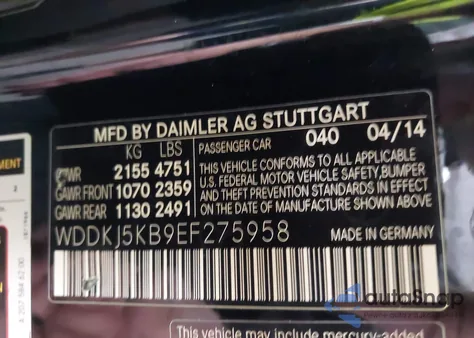 MFD BY DAIMLER AG STUTTGART
KG LBS
GVWR 2155 4751
GAWR FRONT 1070 2359
GAWR REAR 1130 2491
PASSENGER CAR 040 04/14
THIS VEHICLE CONFORMS TO ALL APPLICABLE
U.S. FEDERAL MOTOR VEHICLE SAFETY, BUMPER
AND THEFT PREVENTION STANDARDS IN EFFECT
ON THE DATE OF MANUFACTURE SHOWN ABOVE
WDDKJ5KB9EF275958 MADE IN GERMANY
autoSnap
This vehicle may include mercury-added